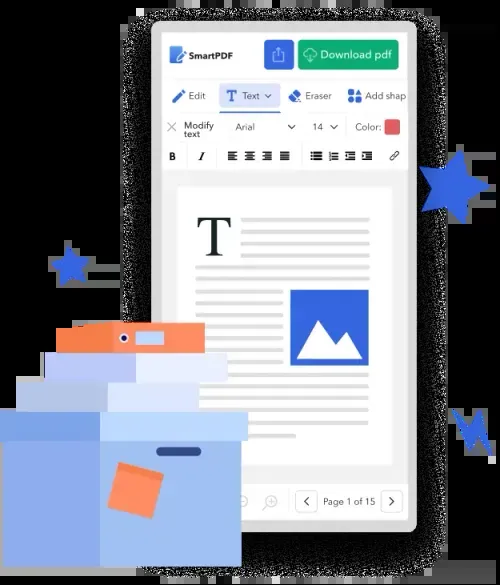 SmartPDF
Download pdf
Edit
Text
Eraser
Add shap
Modify
text
Arial
14
Color:
B
I
T
Page 1 of 15